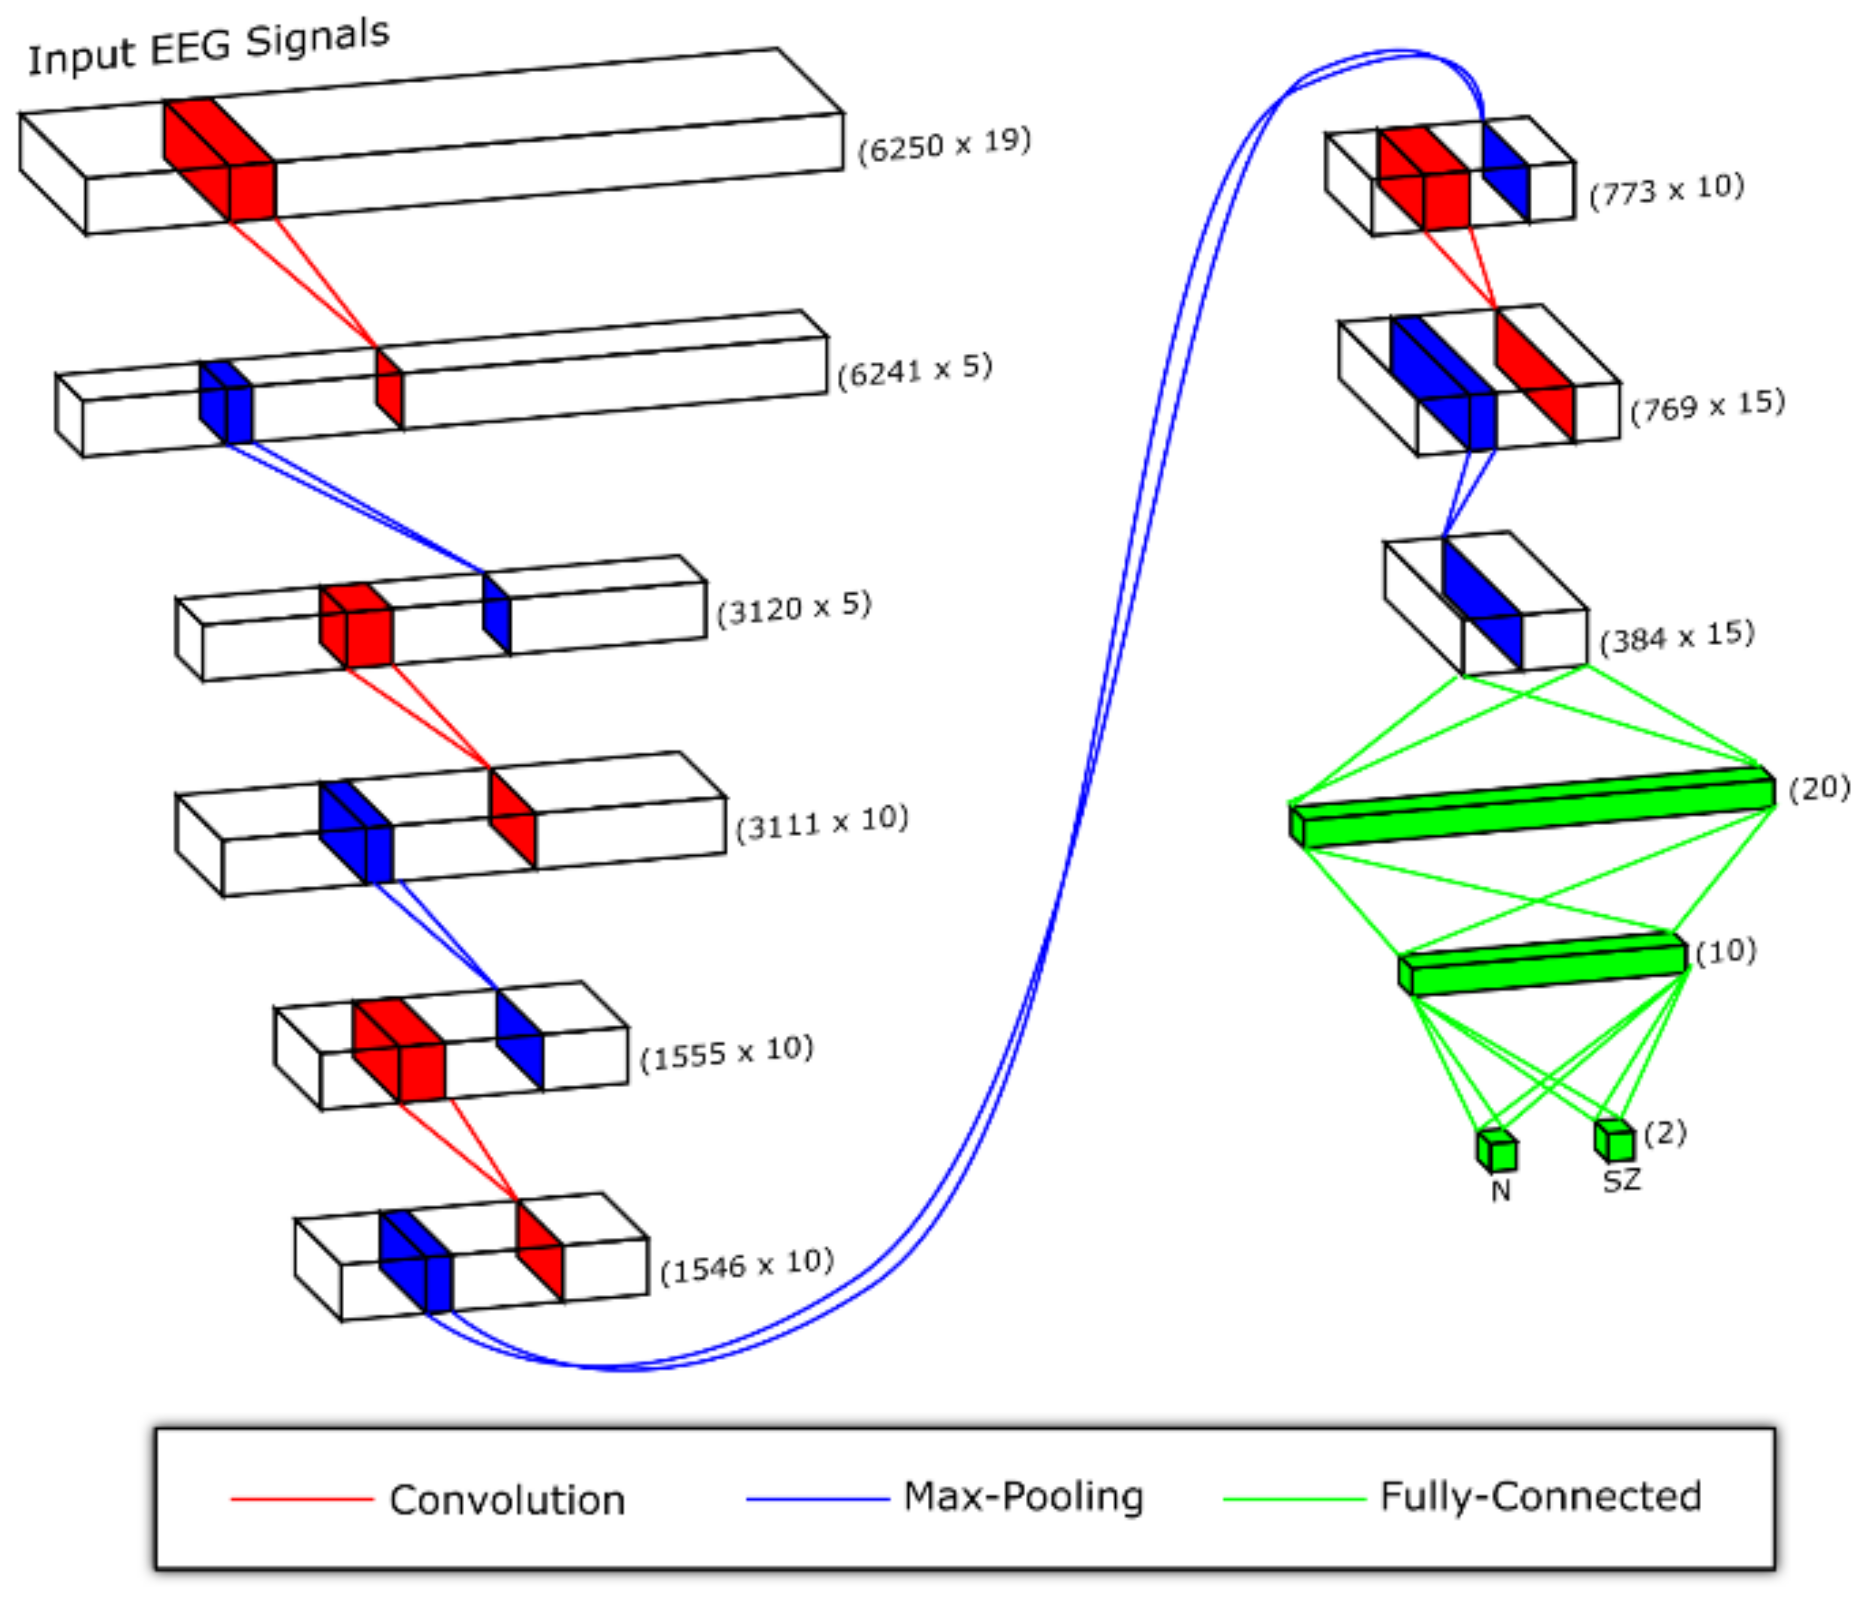 Input EEG Signals
(6250 x 19)
(6241 x 5)
(3120 x 5)
(3111 x 10)
(1555 x 10)
(1546 x 10)
(773 x 10)
(769 x 15)
(384 x 15)
(20)
(10)
(2)
N
SZ
Convolution
Max-Pooling
Fully-Connected